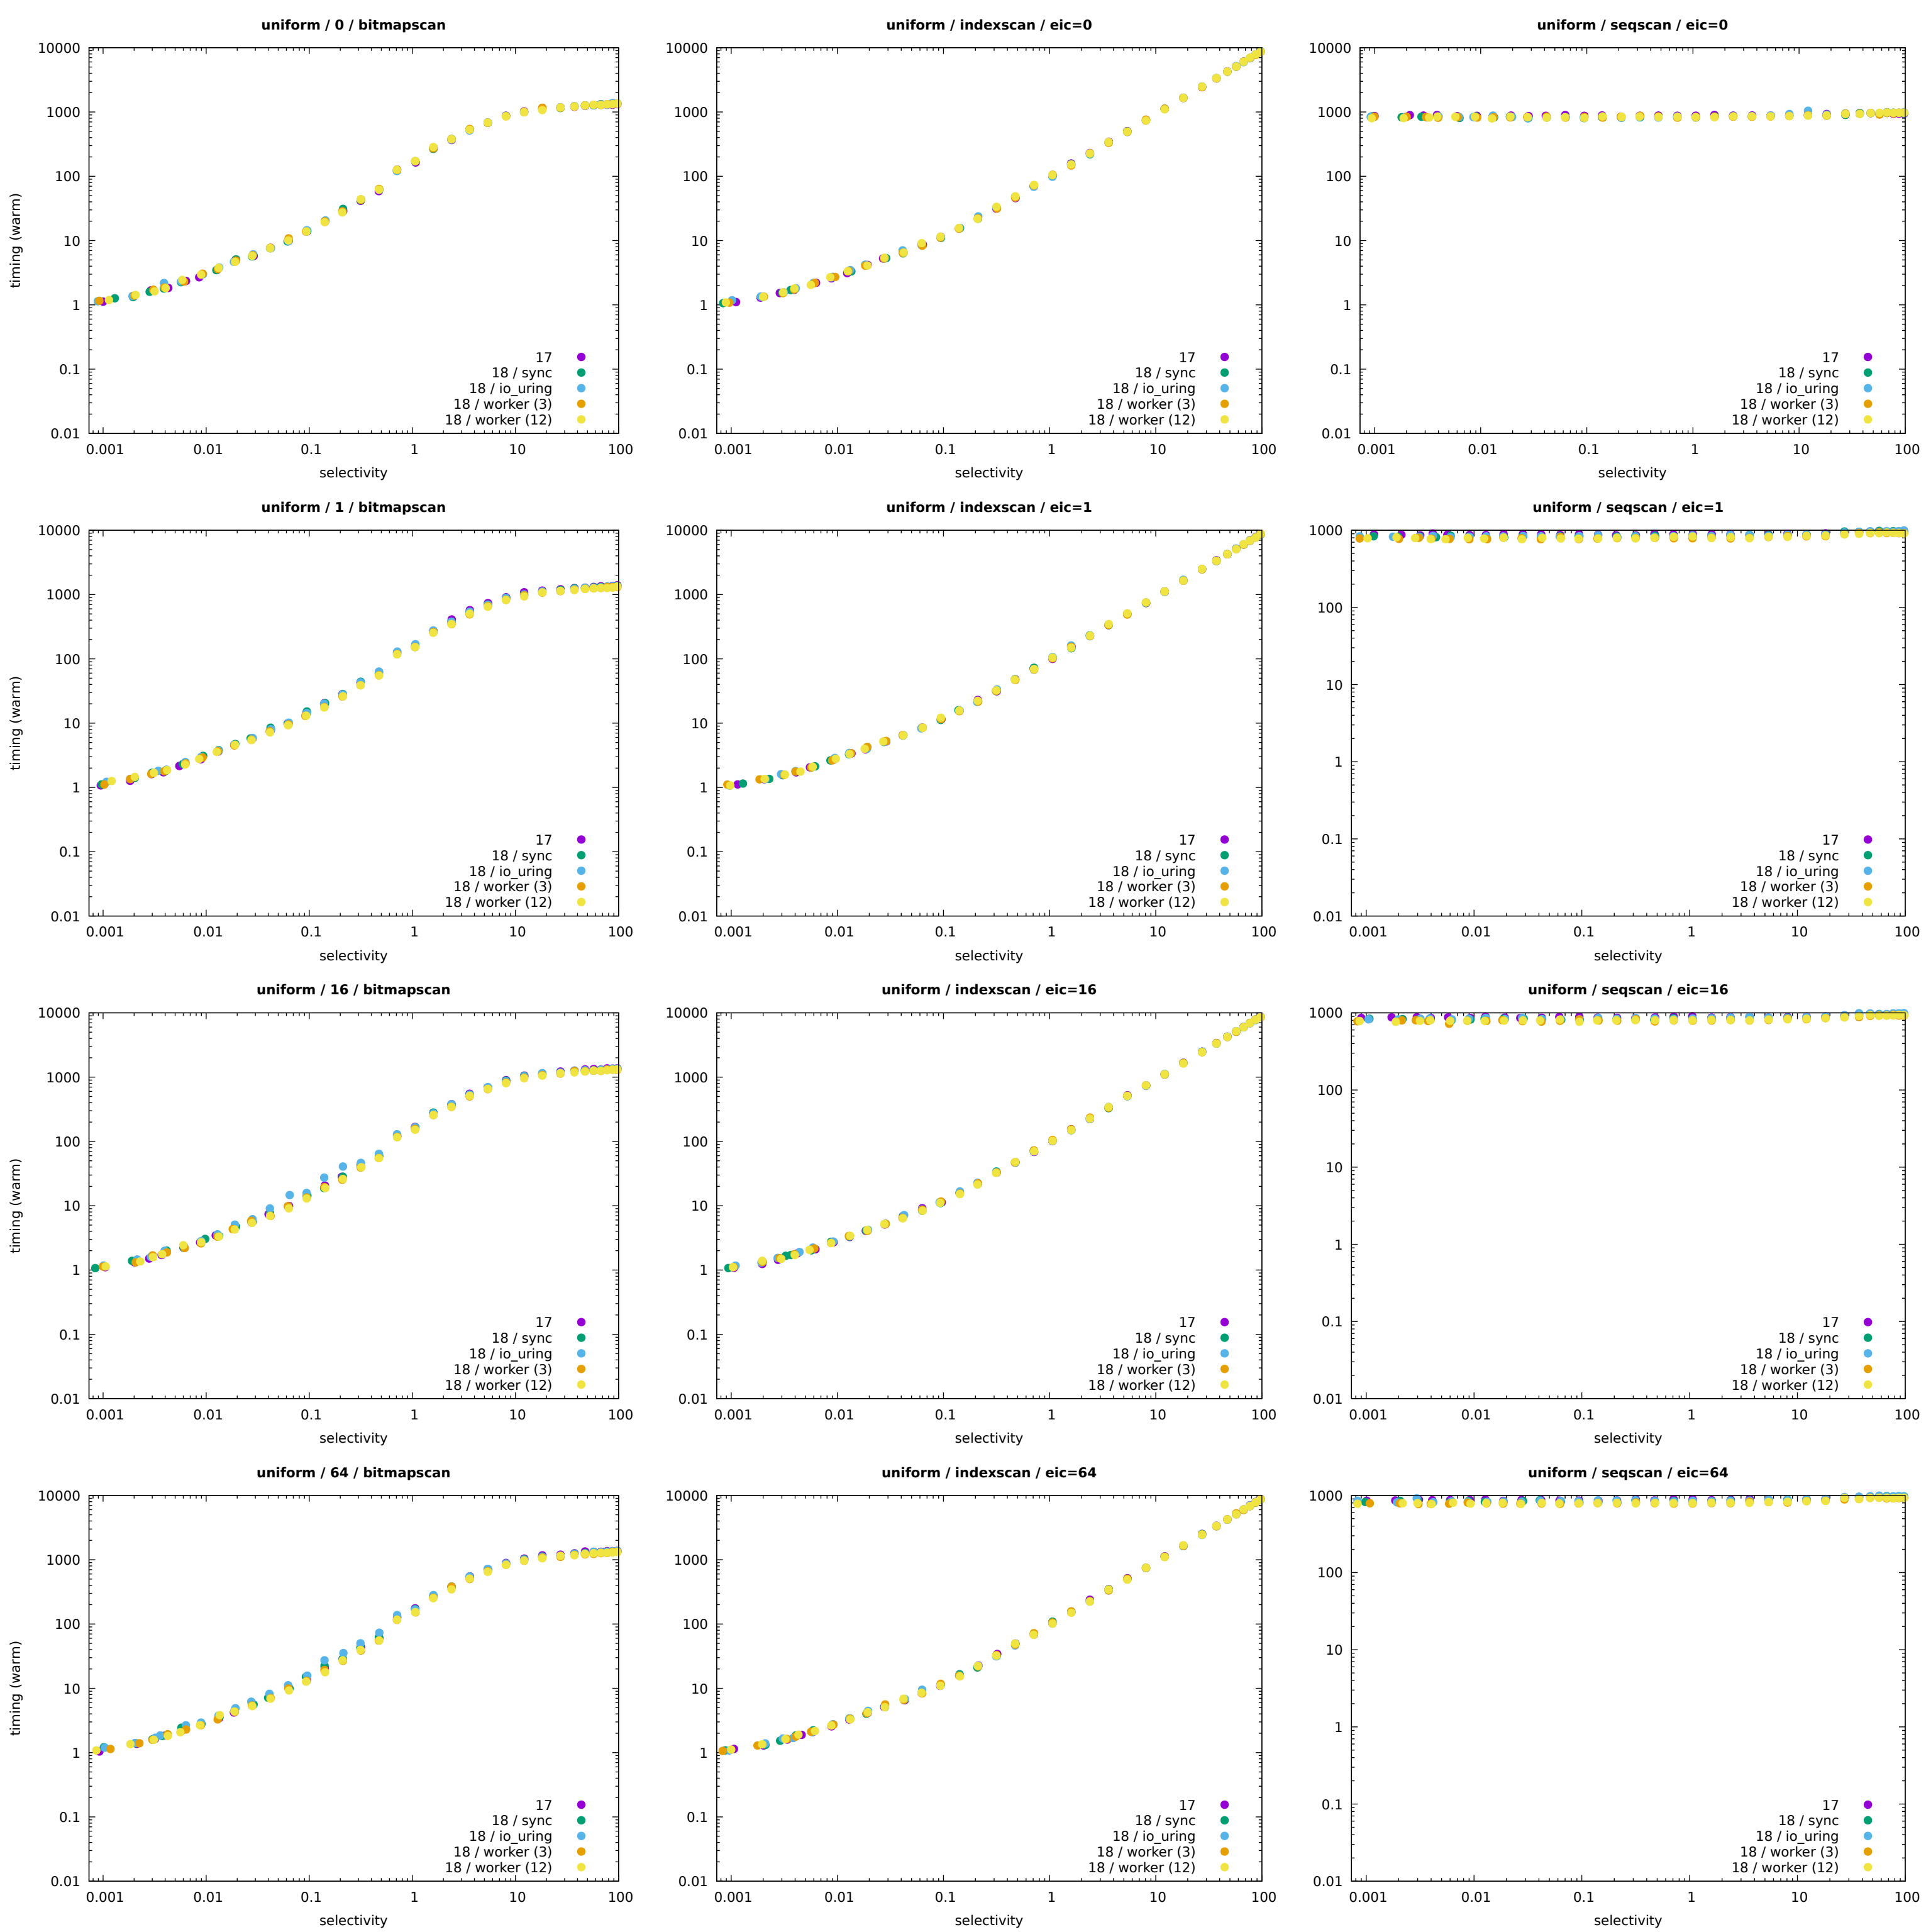 uniform / 0 / bitmapscan
10000
1000
100
10
1
0.1
0.01
timing (warm)
17
18 / sync
18 / io_uring
18 / worker (3)
18 / worker (12)
0.001 0.01 0.1 1 10 100
selectivity
uniform / indexscan / eic=0
10000
1000
100
10
1
0.1
0.01
17
18 / sync
18 / io_uring
18 / worker (3)
18 / worker (12)
0.001 0.01 0.1 1 10 100
selectivity
uniform / seqscan / eic=0
10000
1000
100
10
1
0.1
0.01
17
18 / sync
18 / io_uring
18 / worker (3)
18 / worker (12)
0.001 0.01 0.1 1 10 100
selectivity
uniform / 1 / bitmapscan
10000
1000
100
10
1
0.1
0.01
timing (warm)
17
18 / sync
18 / io_uring
18 / worker (3)
18 / worker (12)
0.001 0.01 0.1 1 10 100
selectivity
uniform / indexscan / eic=1
10000
1000
100
10
1
0.1
0.01
17
18 / sync
18 / io_uring
18 / worker (3)
18 / worker (12)
0.001 0.01 0.1 1 10 100
selectivity
uniform / seqscan / eic=1
1000
100
10
1
0.1
0.01
17
18 / sync
18 / io_uring
18 / worker (3)
18 / worker (12)
0.001 0.01 0.1 1 10 100
selectivity
uniform / 16 / bitmapscan
10000
1000
100
10
1
0.1
0.01
timing (warm)
17
18 / sync
18 / io_uring
18 / worker (3)
18 / worker (12)
0.001 0.01 0.1 1 10 100
selectivity
uniform / indexscan / eic=16
10000
1000
100
10
1
0.1
0.01
17
18 / sync
18 / io_uring
18 / worker (3)
18 / worker (12)
0.001 0.01 0.1 1 10 100
selectivity
uniform / seqscan / eic=16
1000
100
10
1
0.1
0.01
17
18 / sync
18 / io_uring
18 / worker (3)
18 / worker (12)
0.001 0.01 0.1 1 10 100
selectivity
uniform / 64 / bitmapscan
10000
1000
100
10
1
0.1
0.01
timing (warm)
17
18 / sync
18 / io_uring
18 / worker (3)
18 / worker (12)
0.001 0.01 0.1 1 10 100
selectivity
uniform / indexscan / eic=64
10000
1000
100
10
1
0.1
0.01
17
18 / sync
18 / io_uring
18 / worker (3)
18 / worker (12)
0.001 0.01 0.1 1 10 100
selectivity
uniform / seqscan / eic=64
1000
100
10
1
0.1
0.01
17
18 / sync
18 / io_uring
18 / worker (3)
18 / worker (12)
0.001 0.01 0.1 1 10 100
selectivity